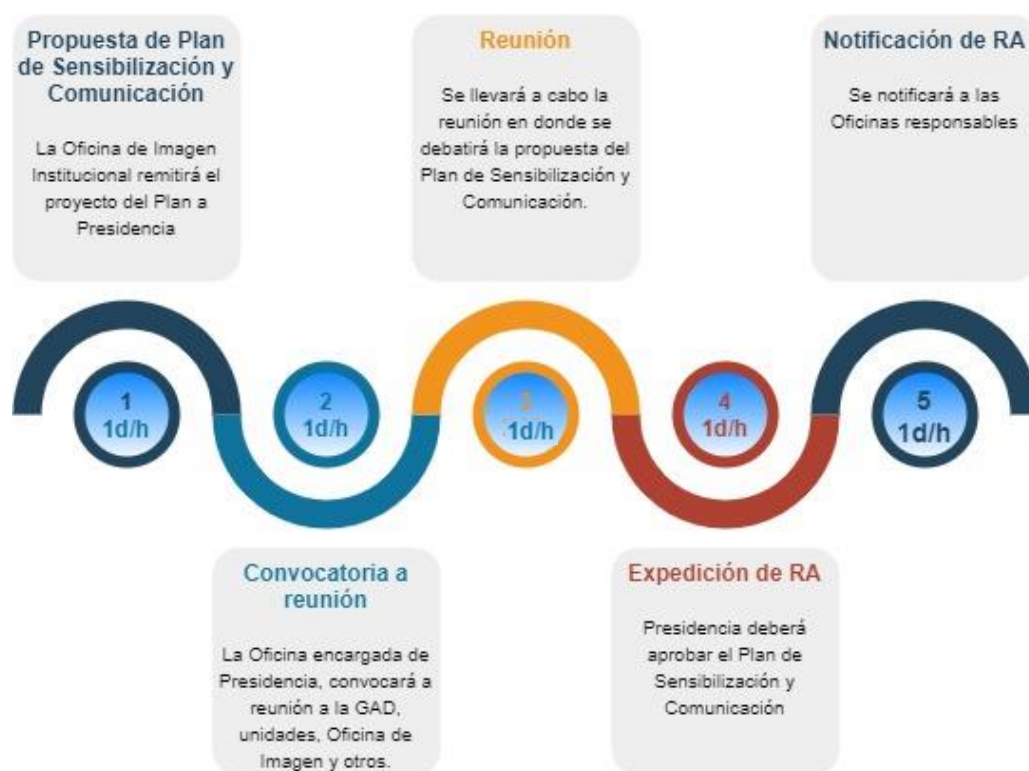 Propuesta de Plan
de Sensibilización y
Comunicación
La Oficina de Imagen
Institucional remitirá el
proyecto del Plan a
Presidencia
Reunión
Se llevará a cabo la
reunión en donde se
debatirá la propuesta del
Plan de Sensibilización y
Comunicación.
Notificación de RA
Se notificará a las
Oficinas responsables
1
1d/h
2
1d/h
3
1d/h
4
1d/h
5
1d/h
Convocatoria a
reunión
La Oficina encargada de
Presidencia, convocará a
reunión a la GAD,
unidades, Oficina de
Imagen y otros.
Expedición de RA
Presidencia deberá
aprobar el Plan de
Sensibilización y
Comunicación